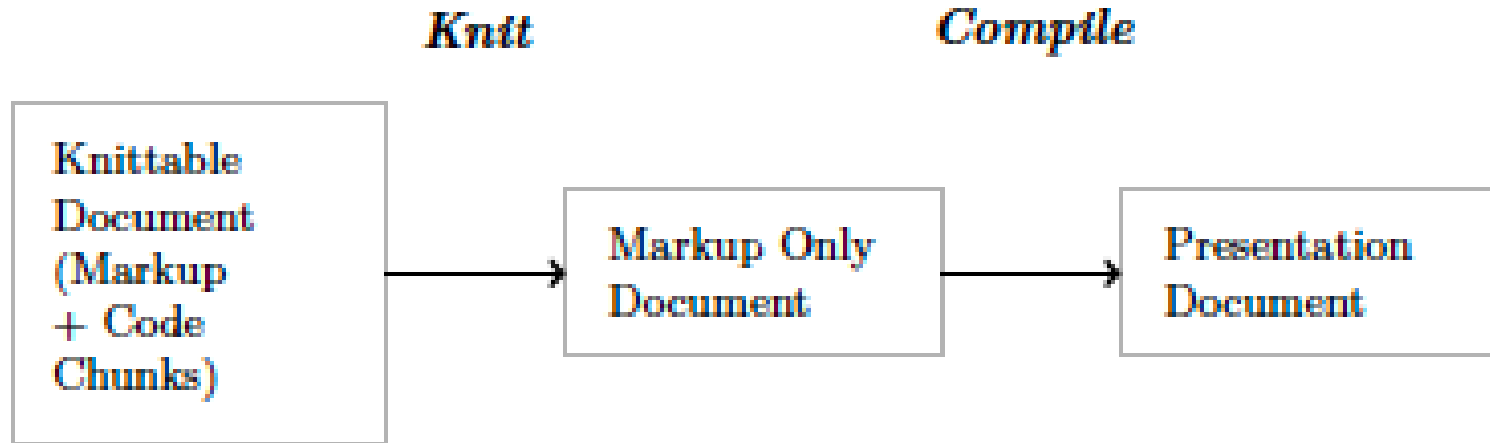 Knit
Compile
Knittable
Document
(Markup
+ Code
Chunks)
Markup Only
Document
Presentation
Document